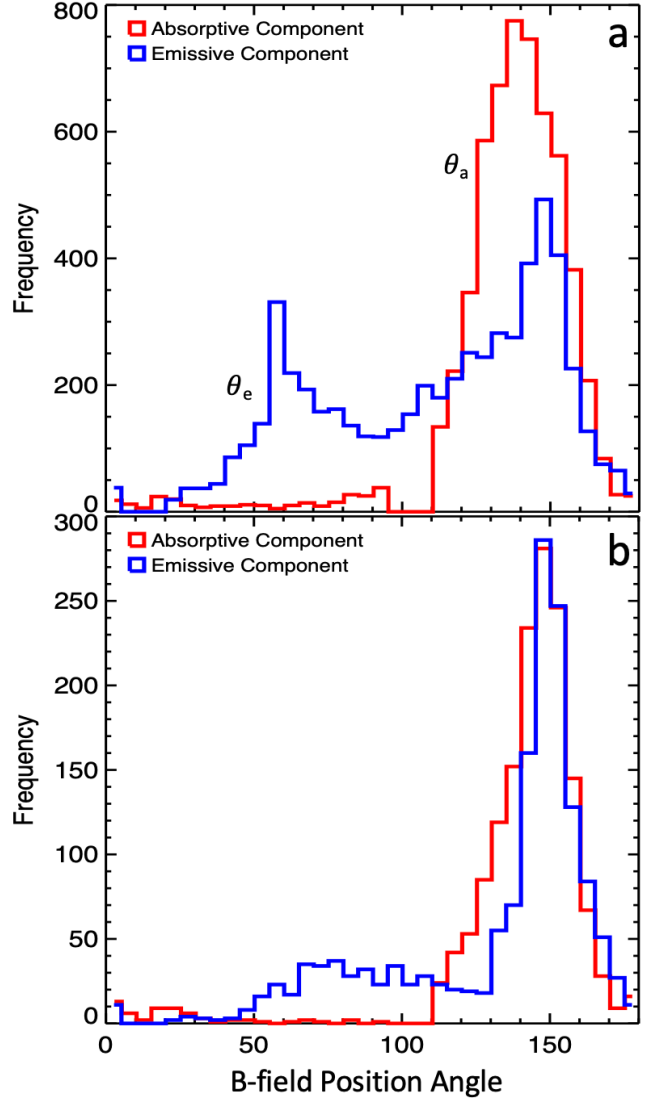 800
Absorptive Component
a
Emissive Component
600
θa
Frequency
400
θe
200
0
300
Absorptive Component
b
Emissive Component
250
200
Frequency
150
100
50
0
0 50 100 150
B-field Position Angle